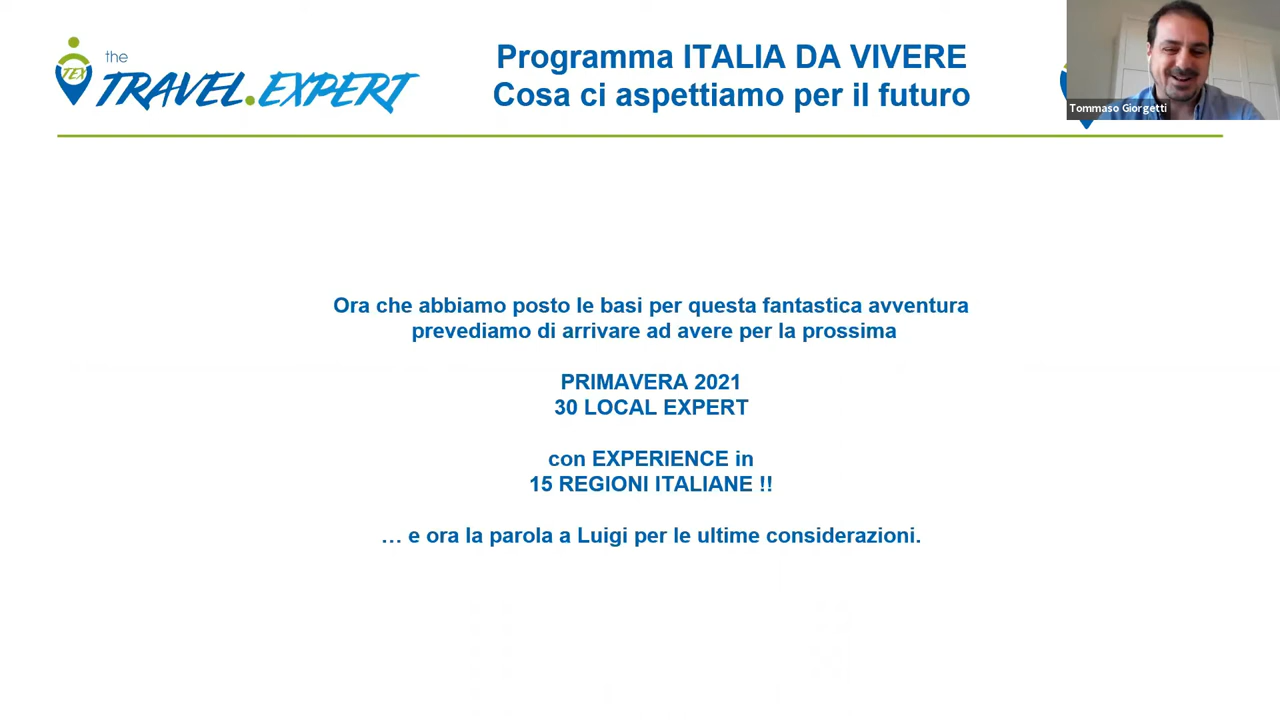 the
TEX
TRAVEL.EXPERT
Programma ITALIA DA VIVERE
Cosa ci aspettiamo per il futuro
Tommaso Giorgetti
Ora che abbiamo posto le basi per questa fantastica avventura
prevediamo di arrivare ad avere per la prossima
PRIMAVERA 2021
30 LOCAL EXPERT
con EXPERIENCE in
15 REGIONI ITALIANE !!
… e ora la parola a Luigi per le ultime considerazioni.